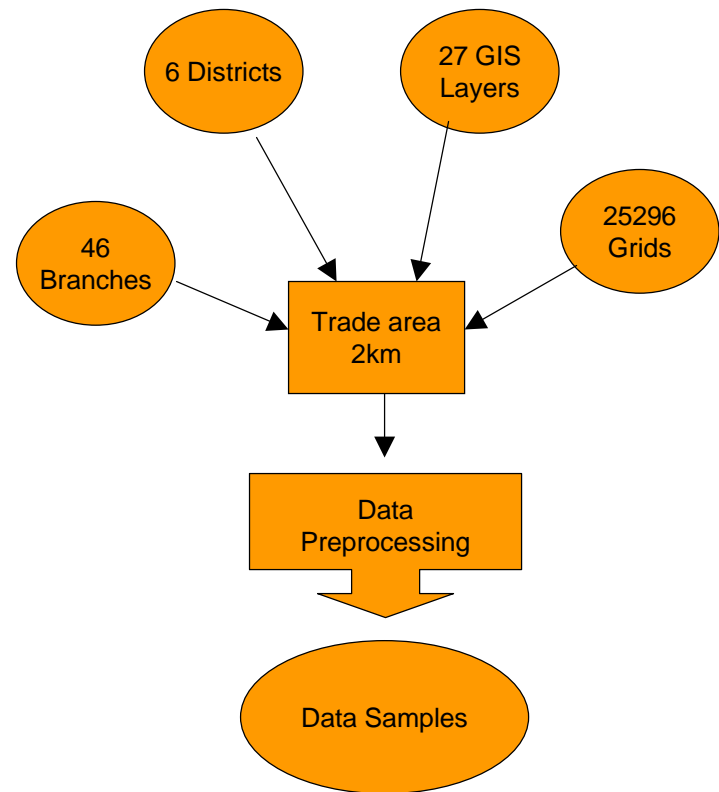 6 Districts
27 GIS
Layers
46
Branches
25296
Grids
Trade area
2km
Data
Preprocessing
Data Samples